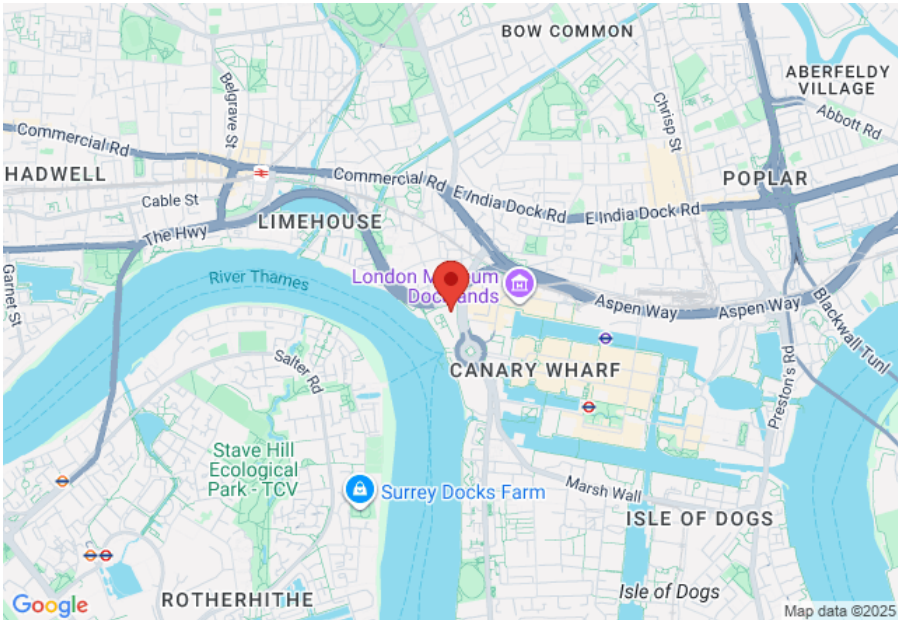 BOW COMMON
ABERFELDY
VILLAGE
Belgrave St
Chrisp St
Abbott Rd
Commercial Rd
HADWELL
Commercial Rd
POPLAR
Cable St
E India Dock Rd
E India Dock Rd
LIMEHOUSE
The Hwy
Garnet St
River Thames
London M um
Doc ands
Aspen Way
Aspen Way
Blackwall Tunl
Salter Rd
CANARY WHARF
Preston's Rd
Stave Hill
Ecological
Park - TCV
Surrey Docks Farm
Marsh Wall
ISLE OF DOGS
Isle of Dogs
ROTHERHITHE
Google
Map data ©2025